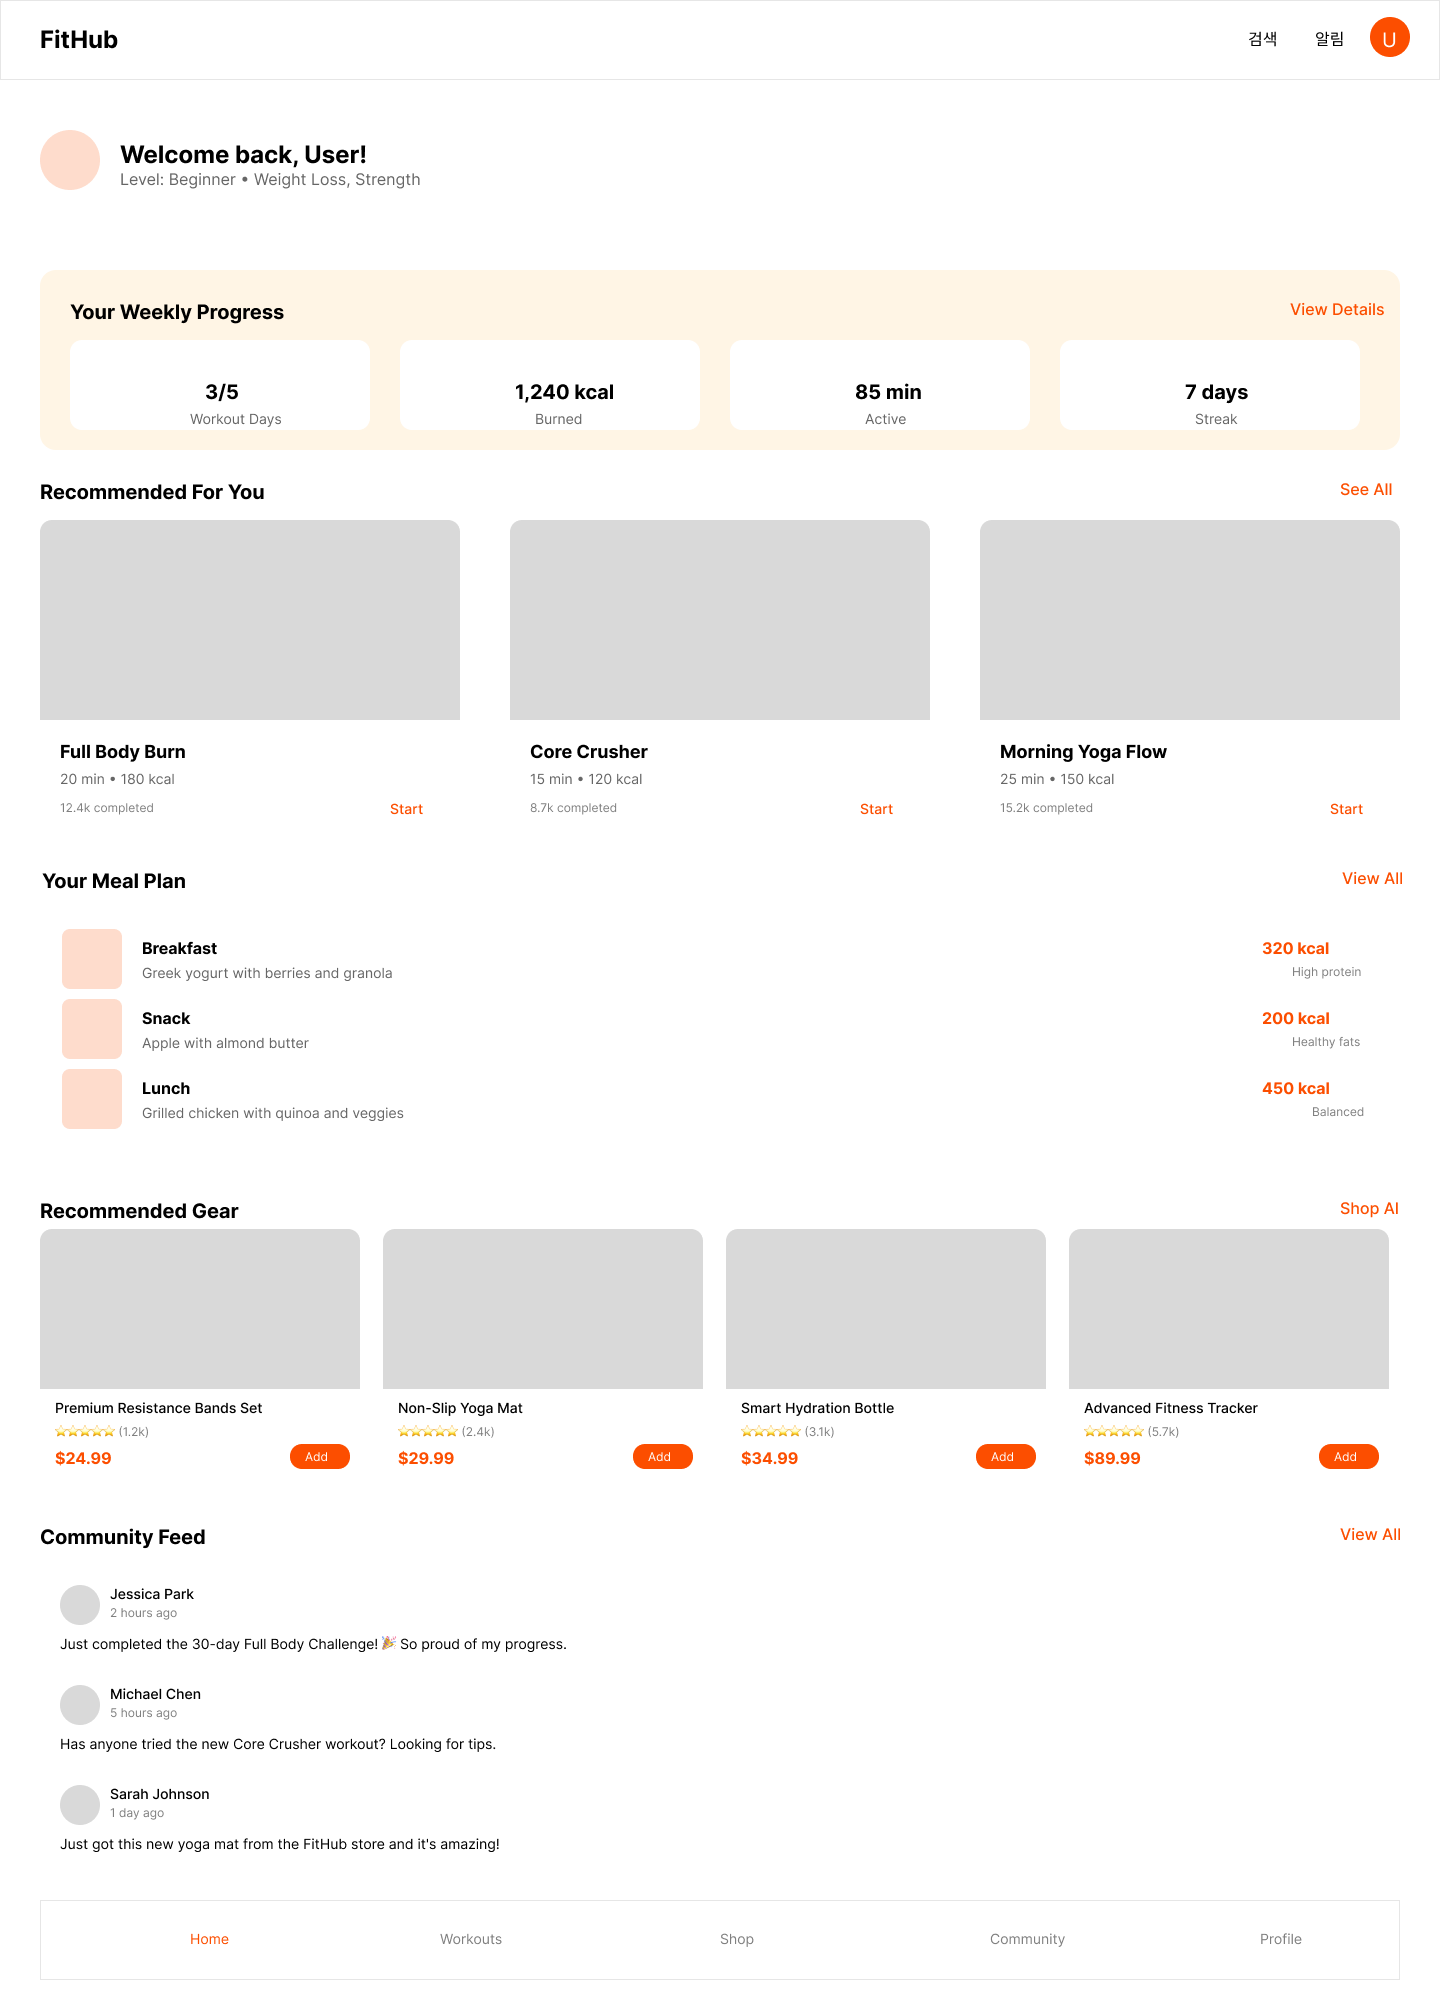 FitHub
검색
알림
U
Welcome back, User!
Level: Beginner • Weight Loss, Strength
Your Weekly Progress
View Details
3/5
Workout Days
1,240 kcal
Burned
85 min
Active
7 days
Streak
Recommended For You
See All
Full Body Burn
20 min • 180 kcal
12.4k completed
Start
Core Crusher
15 min • 120 kcal
8.7k completed
Start
Morning Yoga Flow
25 min • 150 kcal
15.2k completed
Start
Your Meal Plan
View All
Breakfast
Greek yogurt with berries and granola
320 kcal
High protein
Snack
Apple with almond butter
200 kcal
Healthy fats
Lunch
Grilled chicken with quinoa and veggies
450 kcal
Balanced
Recommended Gear
Shop Al
Premium Resistance Bands Set
⭐⭐⭐⭐⭐ (1.2k)
$24.99
Add
Non-Slip Yoga Mat
⭐⭐⭐⭐⭐ (2.4k)
$29.99
Add
Smart Hydration Bottle
⭐⭐⭐⭐⭐ (3.1k)
$34.99
Add
Advanced Fitness Tracker
⭐⭐⭐⭐⭐ (5.7k)
$89.99
Add
Community Feed
View All
Jessica Park
2 hours ago
Just completed the 30-day Full Body Challenge! 🎉 So proud of my progress.
Michael Chen
5 hours ago
Has anyone tried the new Core Crusher workout? Looking for tips.
Sarah Johnson
1 day ago
Just got this new yoga mat from the FitHub store and it's amazing!
Home
Workouts
Shop
Community
Profile